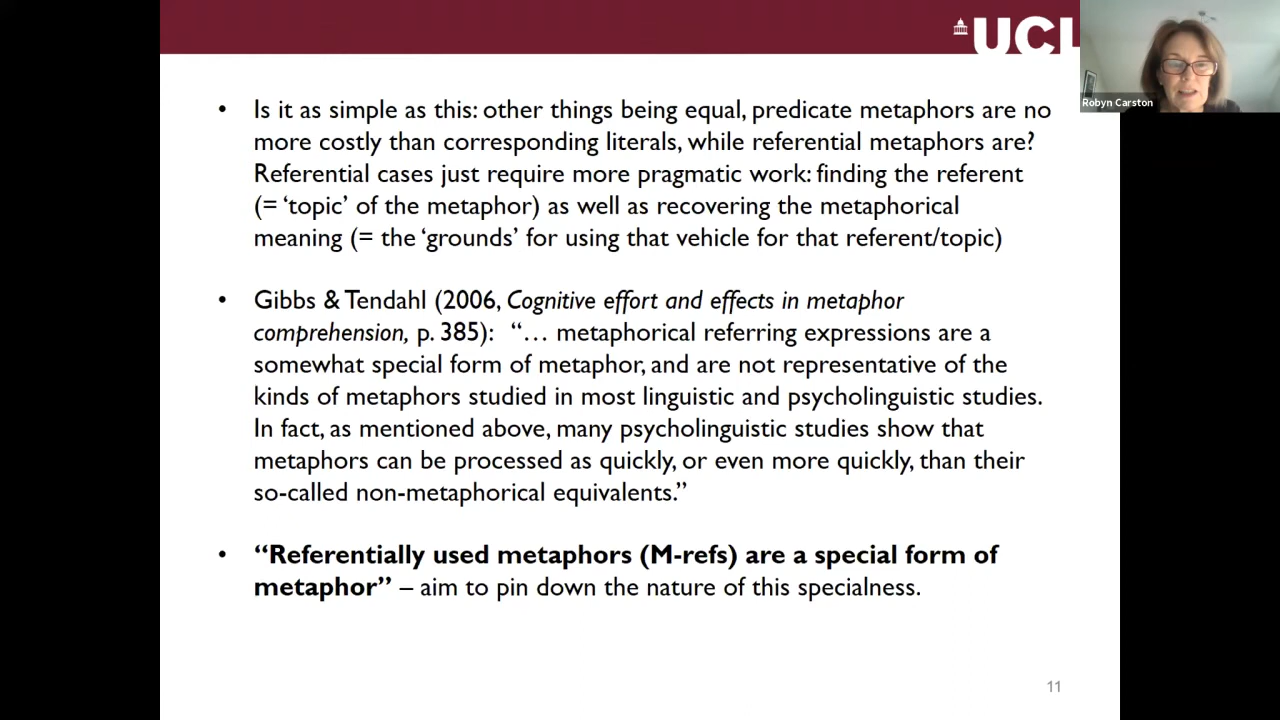 UCL
Robyn Carston
• Is it as simple as this: other things being equal, predicate metaphors are no
more costly than corresponding literals, while referential metaphors are?
Referential cases just require more pragmatic work: finding the referent
(= ‘topic’ of the metaphor) as well as recovering the metaphorical
meaning (= the ‘grounds’ for using that vehicle for that referent/topic)
• Gibbs & Tendahl (2006, Cognitive effort and effects in metaphor
comprehension, p. 385): “… metaphorical referring expressions are a
somewhat special form of metaphor, and are not representative of the
kinds of metaphors studied in most linguistic and psycholinguistic studies.
In fact, as mentioned above, many psycholinguistic studies show that
metaphors can be processed as quickly, or even more quickly, than their
so-called non-metaphorical equivalents.”
• “Referentially used metaphors (M-refs) are a special form of
metaphor” – aim to pin down the nature of this specialness.
11